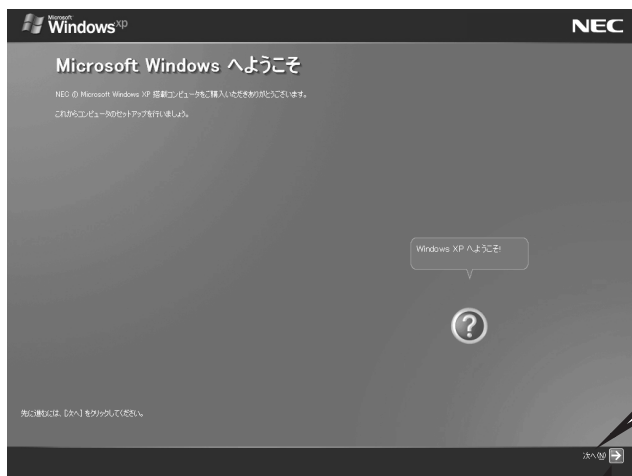 Microsoft
Windows xp
NEC
Microsoft Windows へようこそ
NEC の Microsoft Windows XP 搭載コンピュータをご購入いただきありがとうございます。
これからコンピュータのセットアップを行いましょう。
Windows XP へようこそ!
?
先に進むには、[次へ] をクリックしてください。
次へ(N)